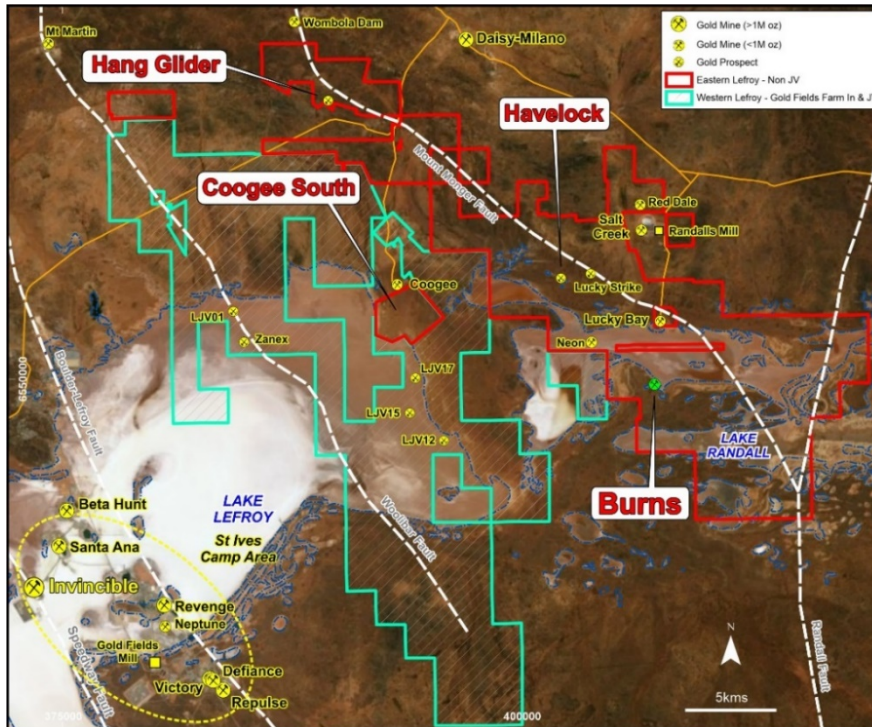 Mt Martin
Wombola Dam
Daisy-Milano
Gold Mine (>1M oz)
Gold Mine (<1M oz)
Gold Prospect
Eastern Lefroy - Non JV
Western Lefroy - Gold Fields Farm In & J
Hang Glider
Havelock
Mount Monger Fault
Coogee South
Red Dale
Salt
Creek
Randalls Mill
Coogee
Lucky Strike
LJV01
Lucky Bay
Zanex
Neon
6550000
Boulder-Lefroy Fault
LJV17
LJV15
LJV12
LAKE
RANDALL
Burns
Beta Hunt
LAKE
LEFROY
St Ives
Camp Area
Woolibar Fault
Santa Ana
Invincible
Revenge
Neptune
Gold Fields
Mill
Speedway Fault
Defiance
Victory
Repulse
Randall Fault
N
5kms
375000
400000